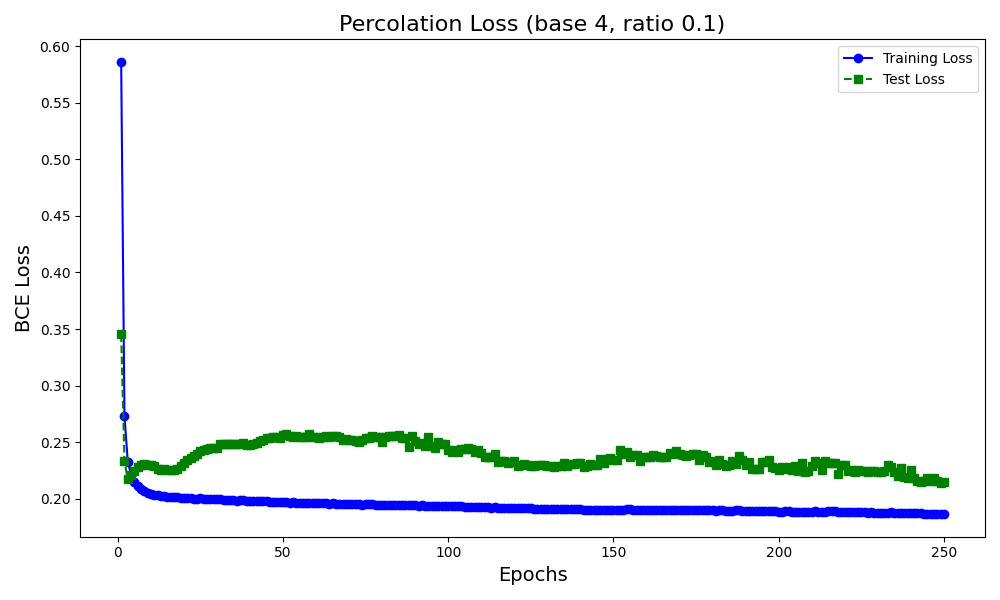 Percolation Loss (base 4, ratio 0.1)
Training Loss
Test Loss
0.60
0.55
0.50
0.45
0.40
0.35
0.30
0.25
0.20
BCE Loss
0 50 100 150 200 250
Epochs